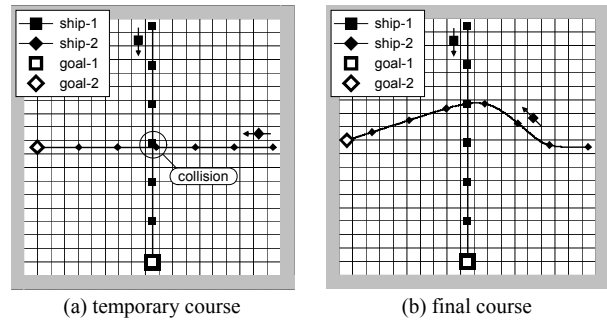 ship-1
ship-2
goal-1
goal-2
collision
(a) temporary course
ship-1
ship-2
goal-1
goal-2
(b) final course